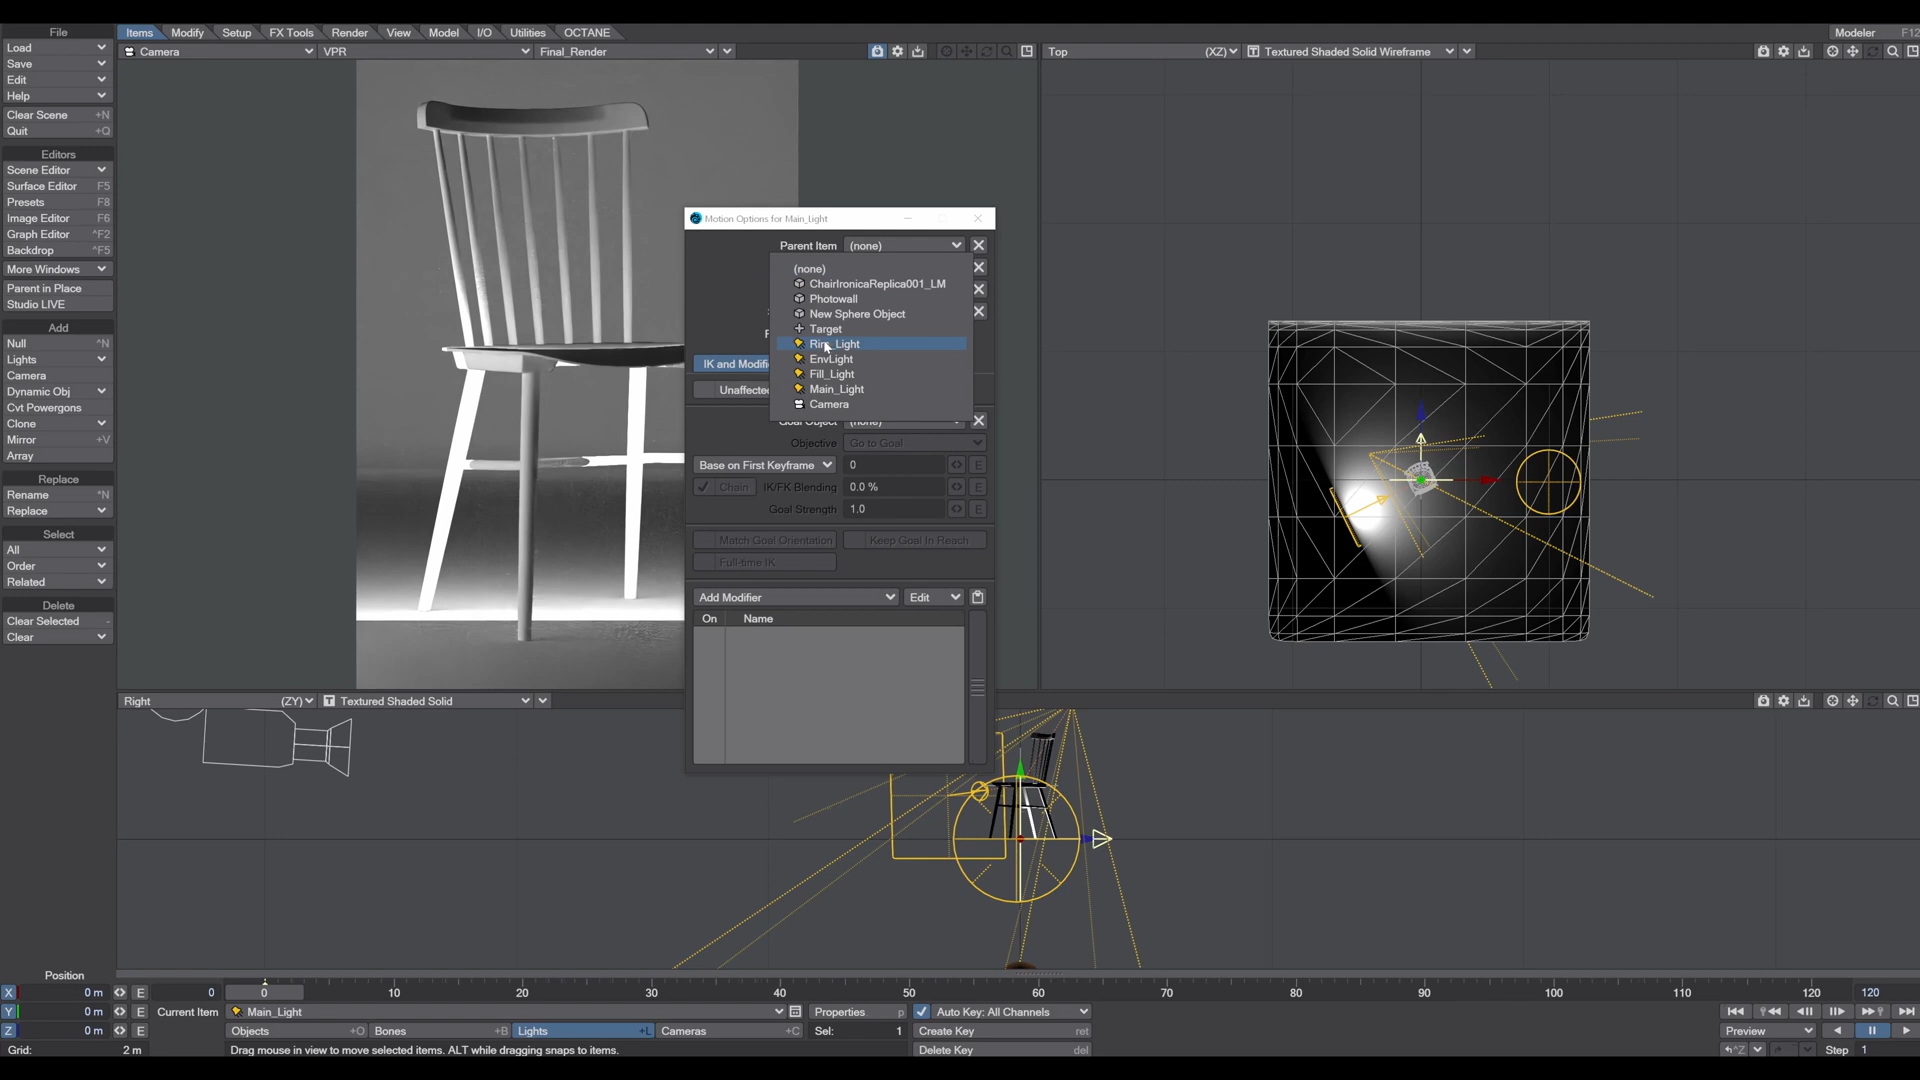 File
Items Modify Setup FX Tools Render View Model I/O Utilities OCTANE
Modeler F12
Load
Camera VPR Final_Render
Top (XZ) T Textured Shaded Solid Wireframe
Save
Edit
Help
Clear Scene +N
Quit +Q
Editors
Scene Editor
Surface Editor F5
Presets F8
Image Editor F6
Graph Editor ^F2
Backdrop ^F5
More Windows
Parent in Place
Studio LIVE
Add
Null ^N
Lights
Camera
Dynamic Obj
Cvt Powergons
Clone
Mirror +V
Array
Replace
Rename ^N
Replace
Select
All
Order
Related
Delete
Clear Selected -
Clear
Motion Options for Main_Light
Parent Item (none)
(none)
ChairIronicaReplica001_LM
Photowall
New Sphere Object
Target
Rim_Light
EnvLight
Fill_Light
Main_Light
Camera
IK and Modifi
Unaffected
Goal Object (none)
Objective Go to Goal
Base on First Keyframe 0 E
Chain IK/FK Blending 0.0 % E
Goal Strength 1.0 E
Match Goal Orientation Keep Goal In Reach
Full-time IK
Add Modifier Edit
On Name
Right (ZY) T Textured Shaded Solid
Position
X 0 m E 0
0 10 20 30 40 50 60 70 80 90 100 110 120 120
Y 0 m E Current Item Main_Light Properties p Auto Key: All Channels
Z 0 m E Objects +O Bones +B Lights +L Cameras +C Sel: 1 Create Key ret Preview
Grid: 2 m Drag mouse in view to move selected items. ALT while dragging snaps to items. Delete Key del ^Z Step 1